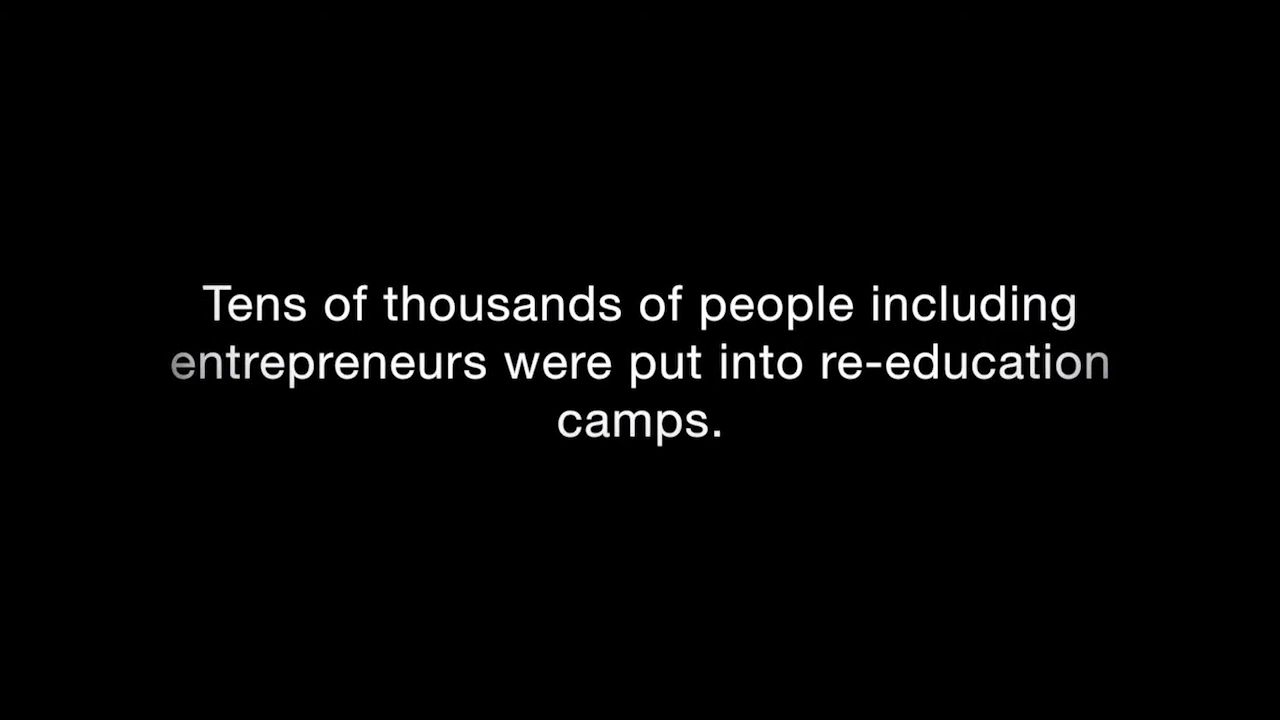 Tens of thousands of people including
entrepreneurs were put into re-education
camps.